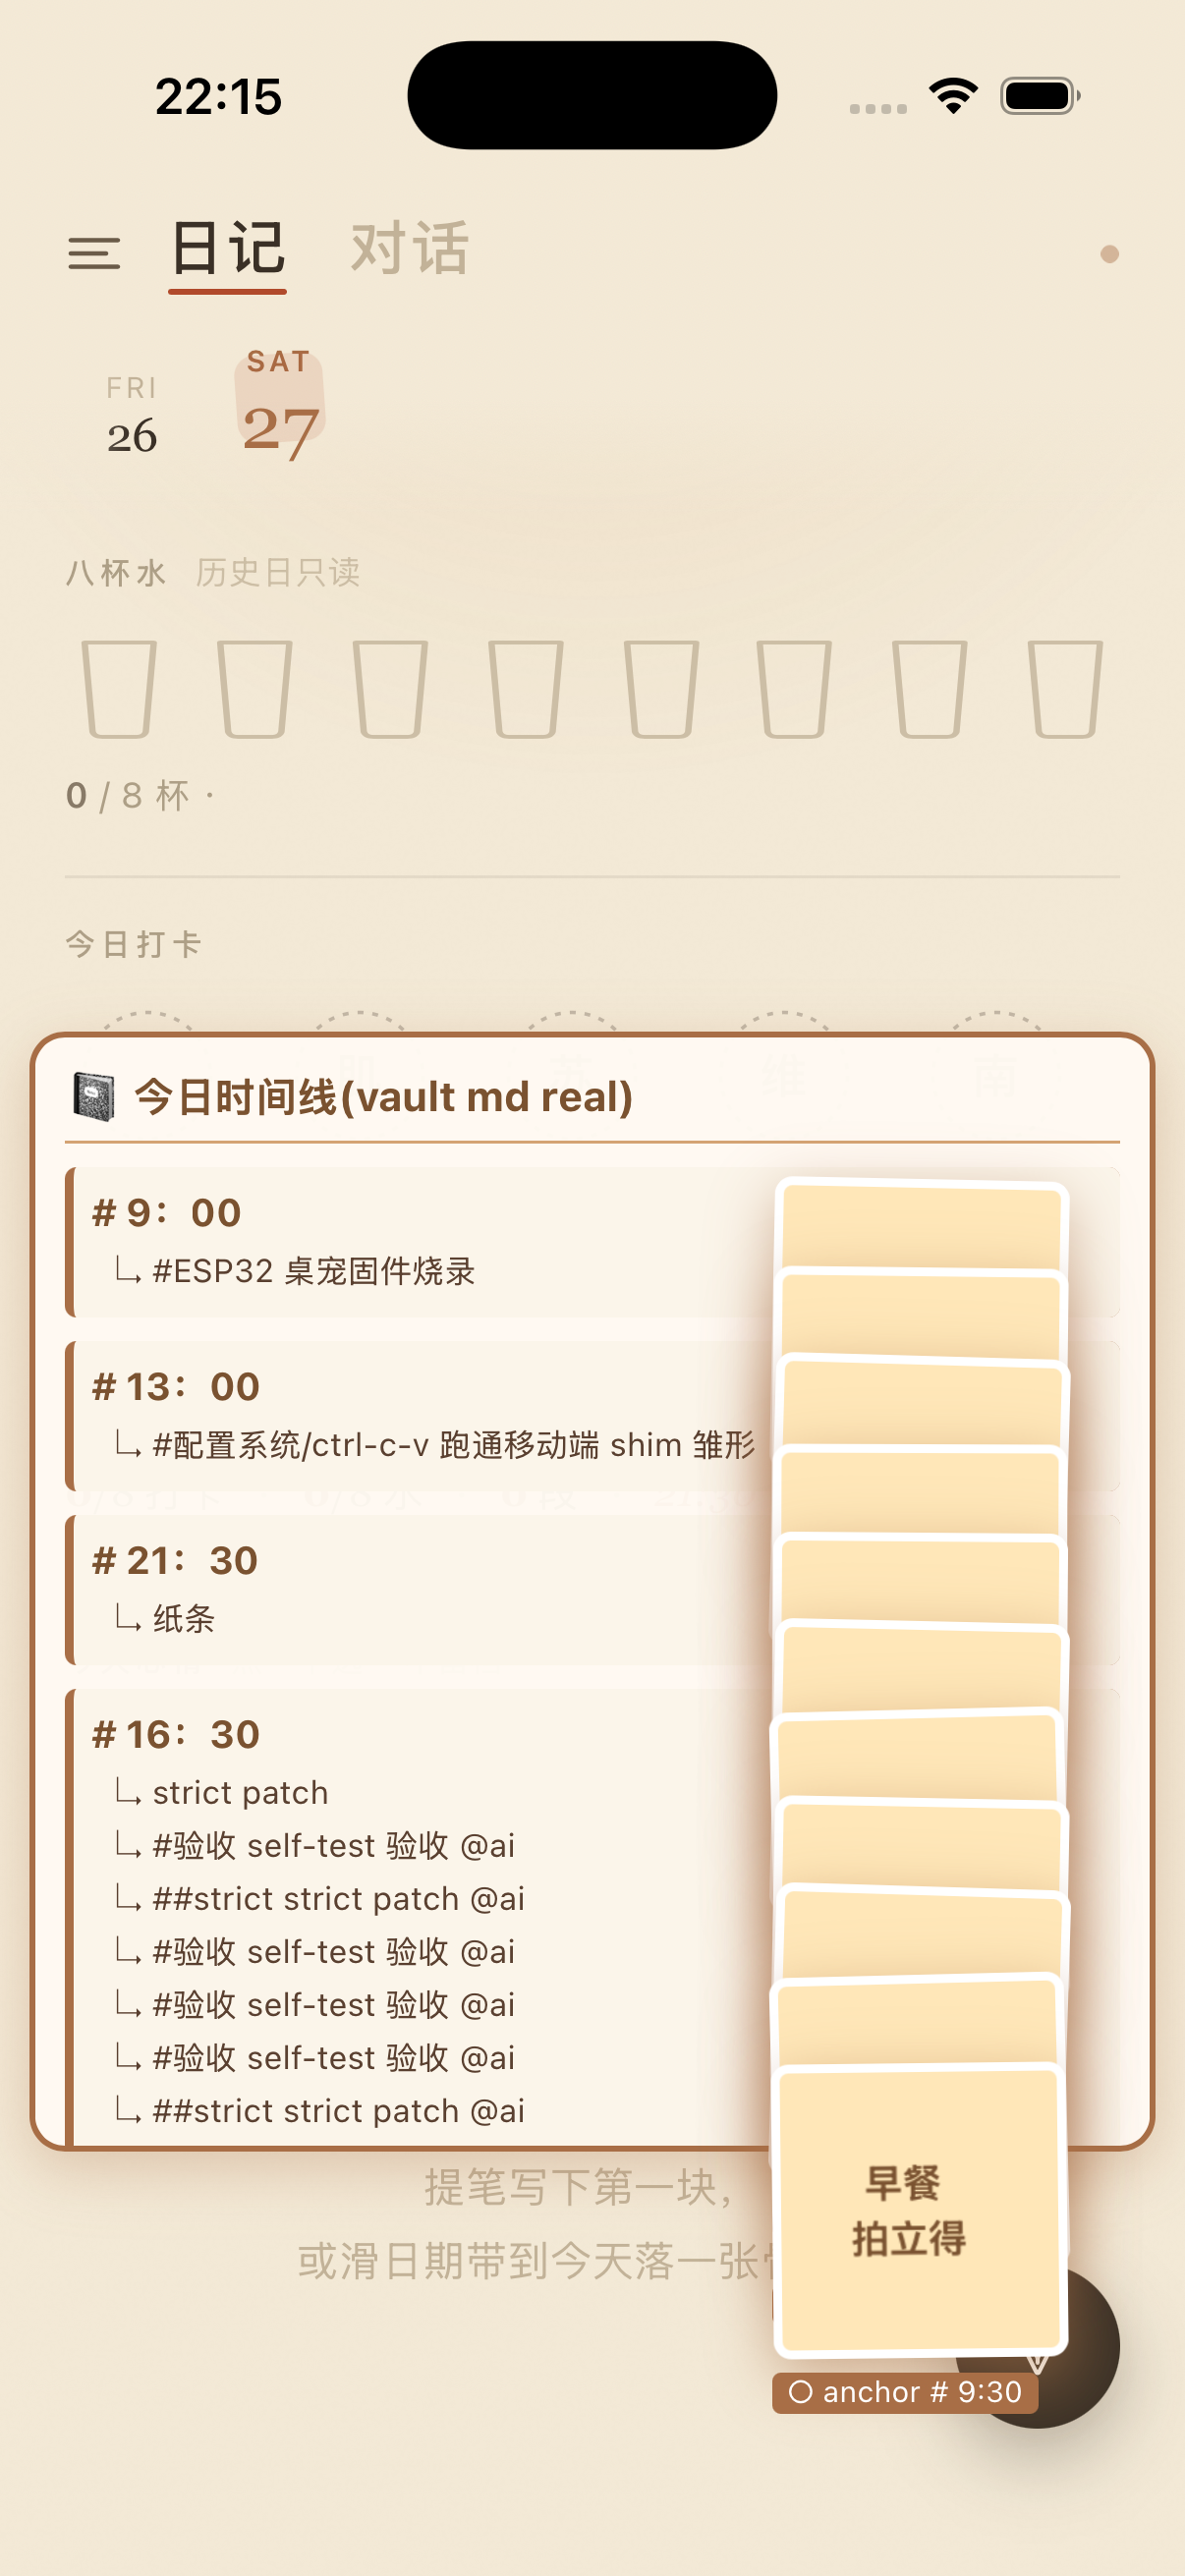 22:15
日记 对话
FRI SAT
26 27
八杯水 历史日只读
0 / 8 杯 ·
今日打卡
今日时间线(vault md real)
# 9：00
#ESP32 桌宠固件烧录
# 13：00
#配置系统/ctrl-c-v 跑通移动端 shim 雏形
# 21：30
纸条
# 16：30
strict patch
#验收 self-test 验收 @ai
##strict strict patch @ai
#验收 self-test 验收 @ai
#验收 self-test 验收 @ai
#验收 self-test 验收 @ai
##strict strict patch @ai
早餐
拍立得
提笔写下第一块，
或滑日期带到今天落一张
anchor # 9:30